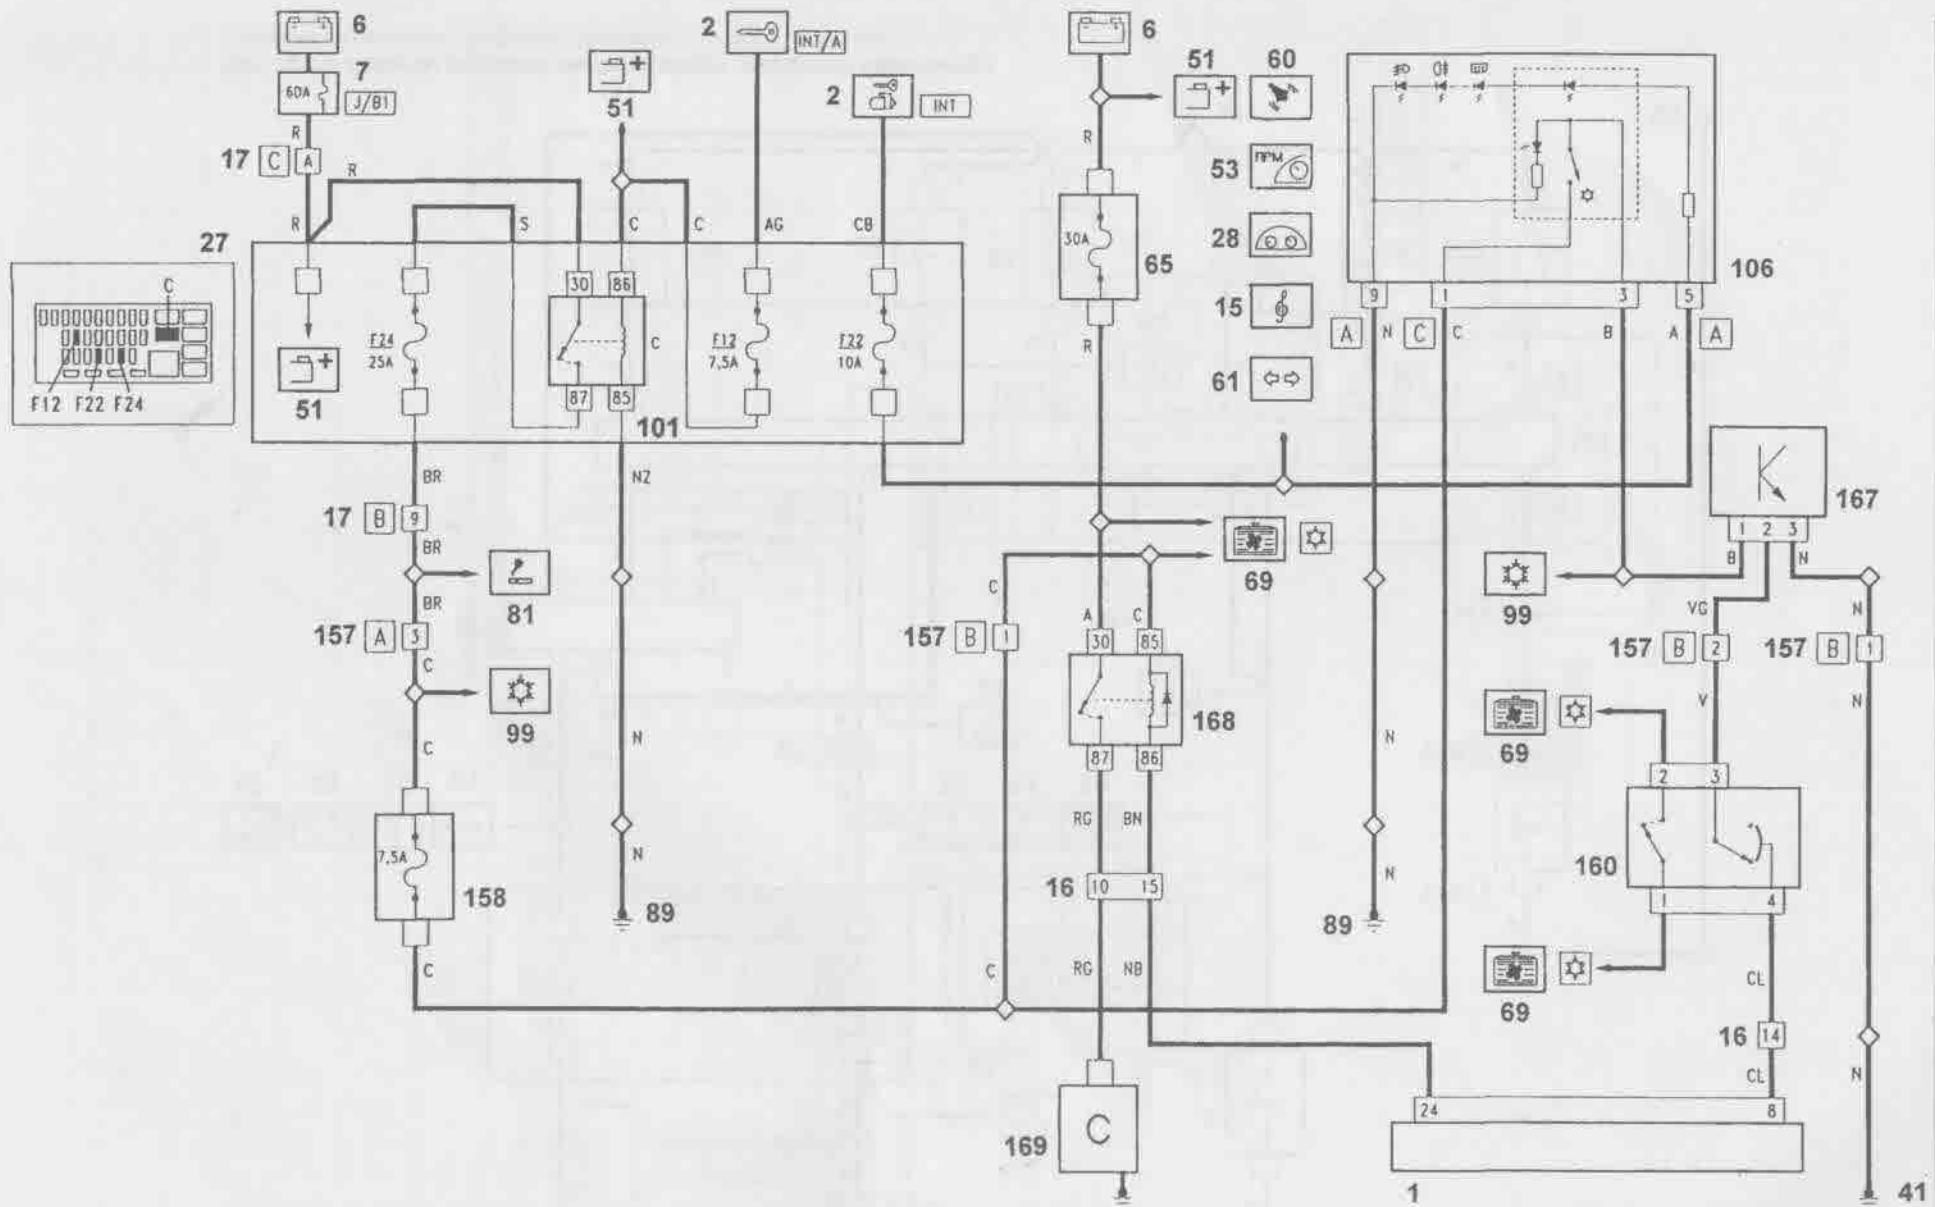 6
2
INT/A
6
7
60A
J/B1
51
2
INT
51
60
R
17
C
A
R
53
ПРМ
R
27
R
S
C
C
AG
CB
28
65
30A
106
C
30
86
15
9
1
3
5
A
N
C
C
B
A
A
F24
25A
C
F12
7,5A
F22
10A
R
61
F12
F22
F24
51
87
85
101
BR
NZ
167
1
2
3
17
B
9
BR
B
N
69
99
81
BR
C
VG
N
157
A
3
157
B
1
A
C
30
85
157
B
2
157
B
1
C
99
V
N
168
69
C
N
N
87
86
2
3
RG
BN
7,5A
160
N
N
158
16
10
15
1
4
89
89
C
C
RG
NB
69
CL
16
14
CL
N
24
8
169
C
1
41